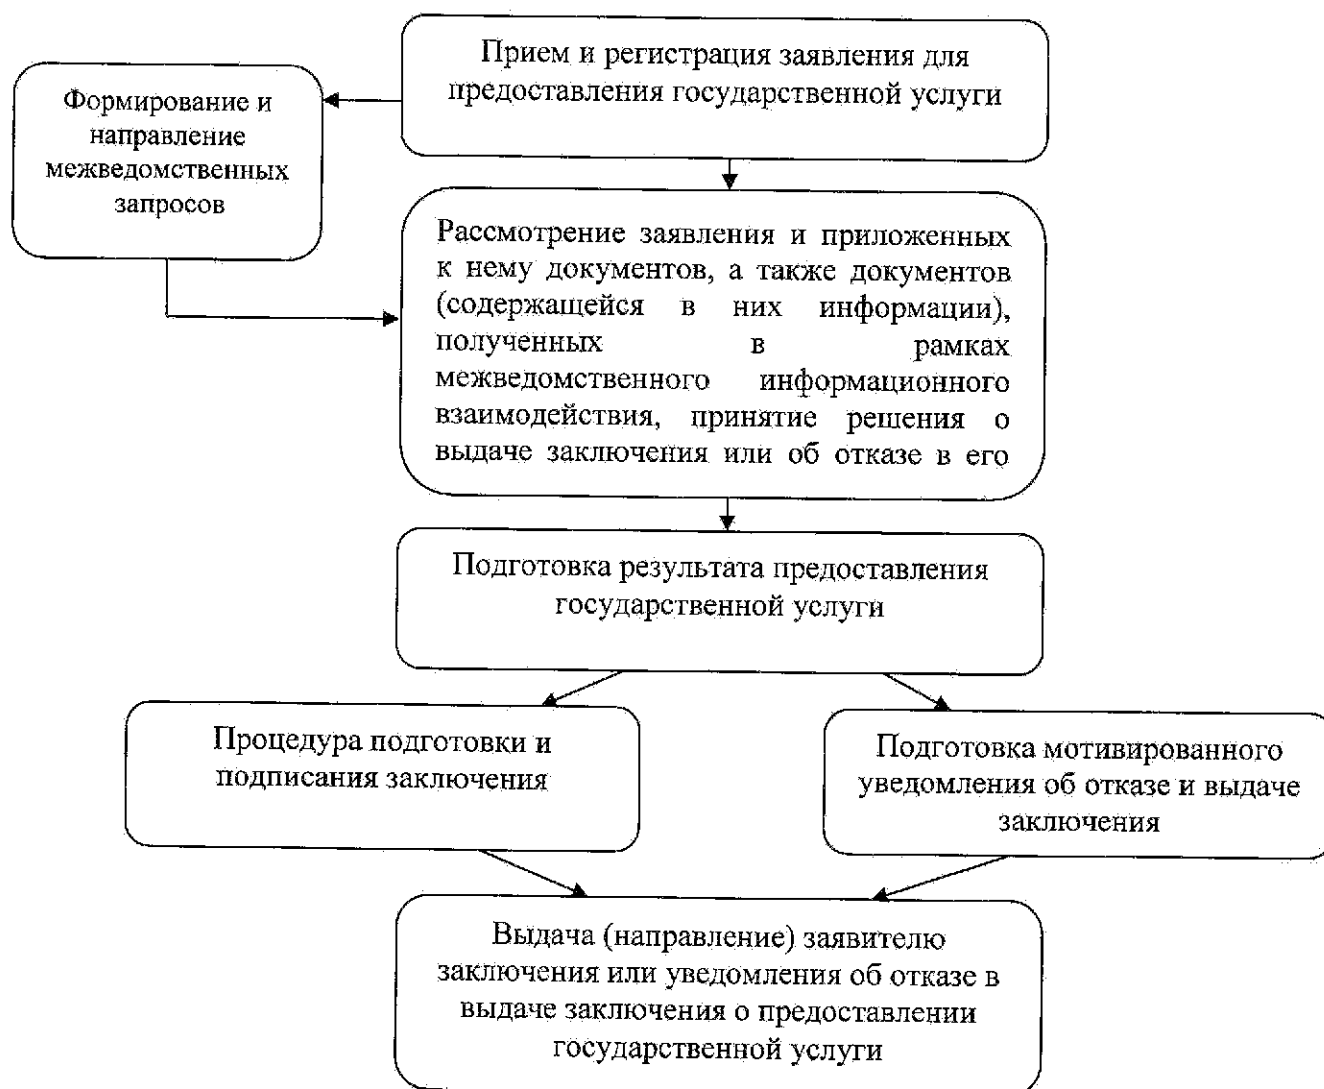 Прием и регистрация заявления для
предоставления государственной услуги
Формирование и
направление
межведомственных
запросов
Рассмотрение заявления и приложенных
к нему документов, а также документов
(содержащейся в них информации),
полученных в рамках
межведомственного информационного
взаимодействия, принятие решения о
выдаче заключения или об отказе в его
Подготовка результата предоставления
государственной услуги
Процедура подготовки и
подписания заключения
Подготовка мотивированного
уведомления об отказе и выдаче
заключения
Выдача (направление) заявителю
заключения или уведомления об отказе в
выдаче заключения о предоставлении
государственной услуги